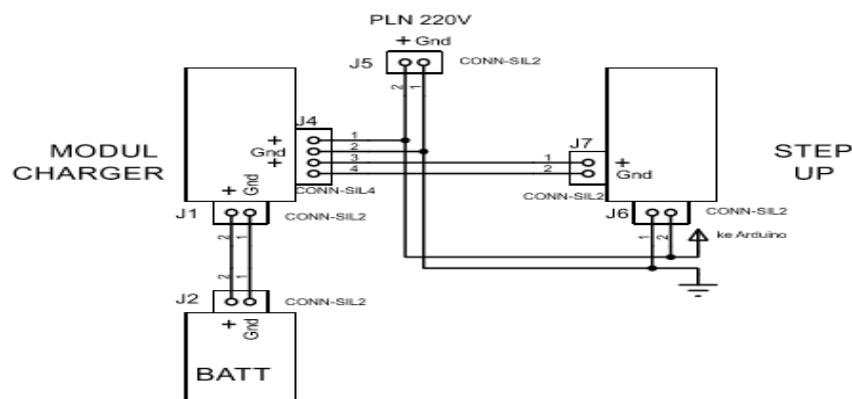 PLN 220V
+ Gnd
J5
CONN-SIL2
2
1
J4
MODUL
CHARGER
+
Gnd
+
1
2
3
4
CONN-SIL4
J7
1
2
+
Gnd
CONN-SIL2
STEP
UP
+
Gnd
J1
CONN-SIL2
2
1
J6
CONN-SIL2
1
2
ke Arduino
2
1
J2
CONN-SIL2
+
Gnd
BATT